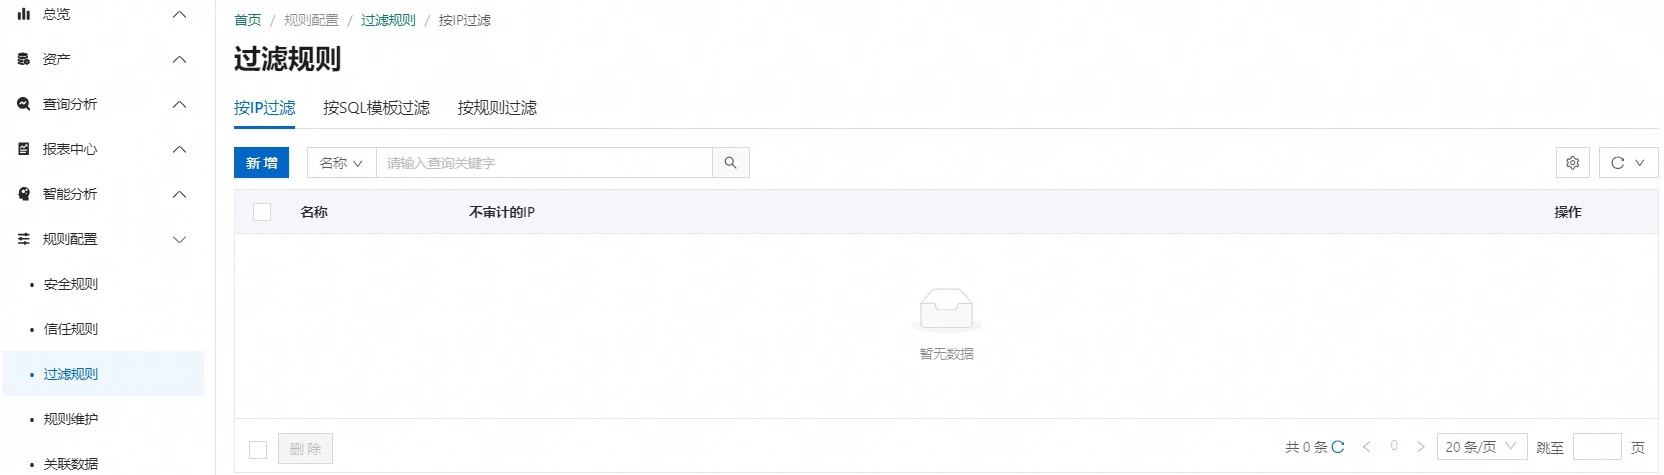 总览
资产
查询分析
报表中心
智能分析
规则配置
• 安全规则
• 信任规则
• 过滤规则
• 规则维护
• 关联数据
首页 / 规则配置 / 过滤规则 / 按IP过滤
过滤规则
按IP过滤 按SQL模板过滤 按规则过滤
新增 名称 请输入查询关键字
名称 不审计的IP 操作
暂无数据
删除 共 0 条 < 0 > 20 条/页 跳至 页